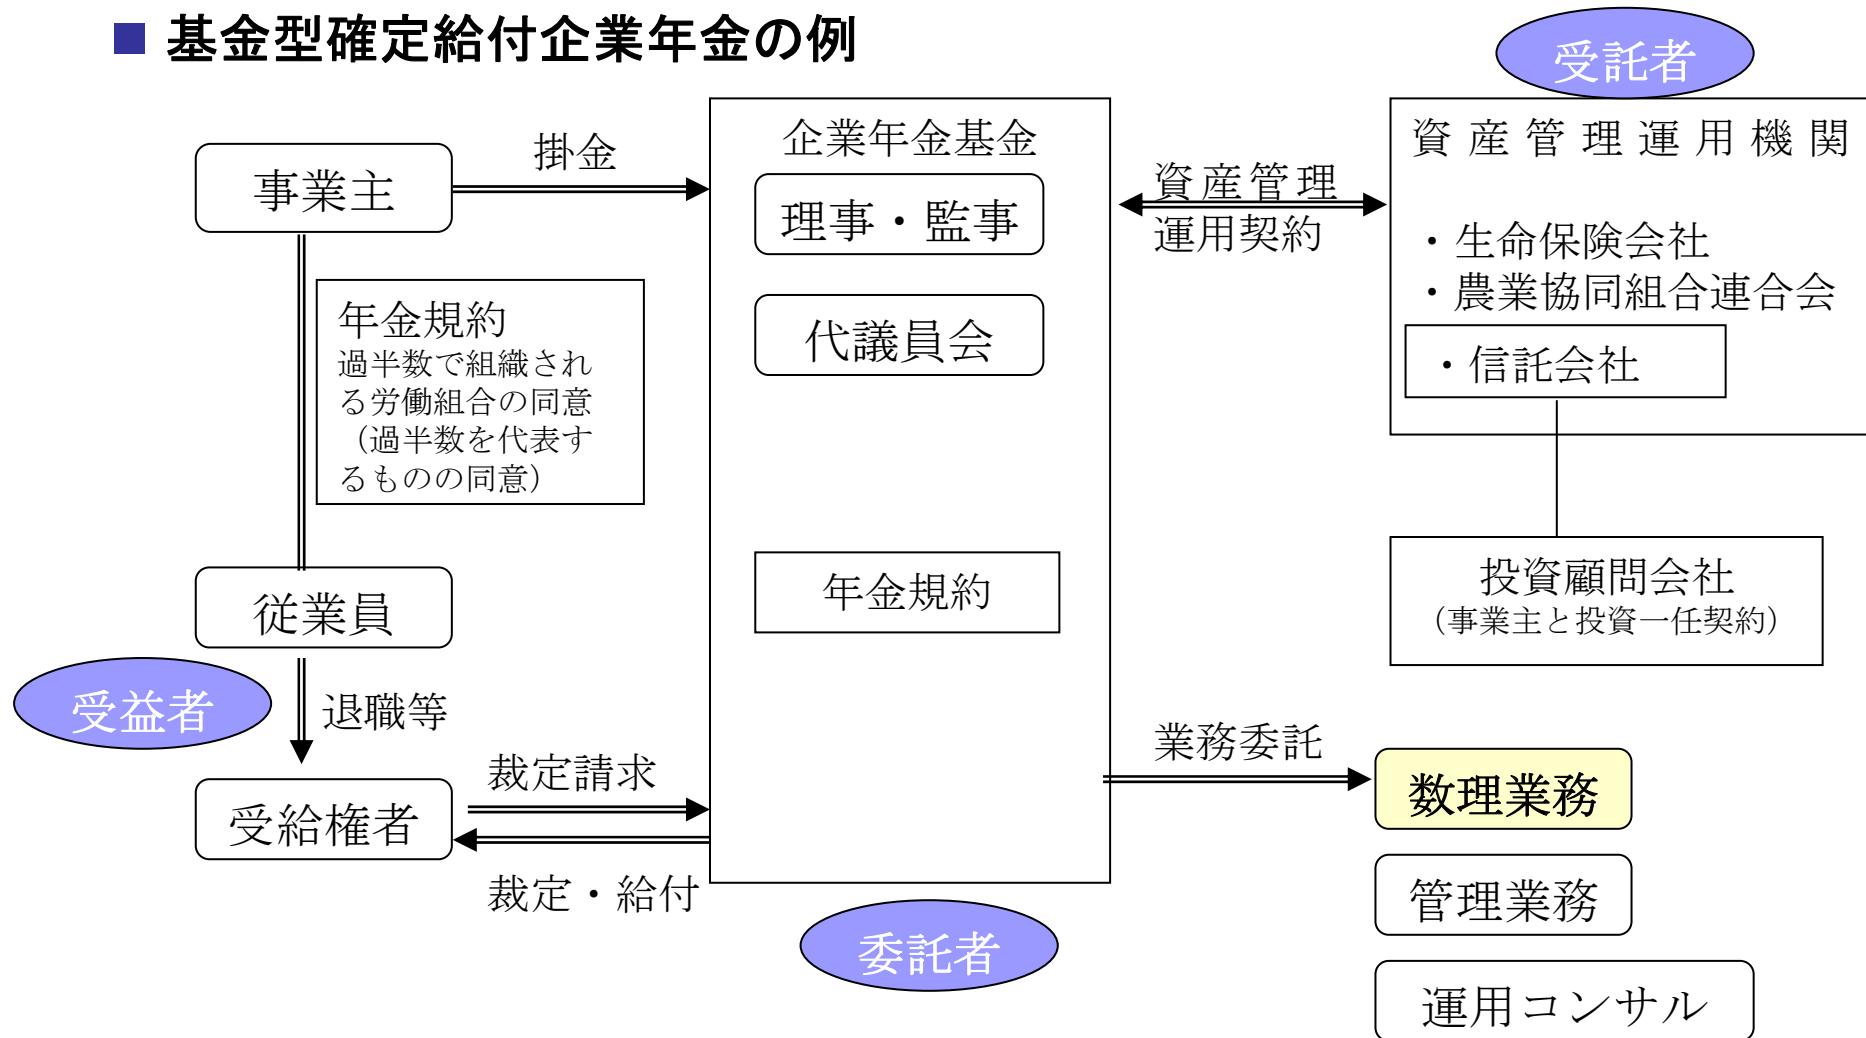 ■ 基金型確定給付企業年金の例
受託者
事業主
掛金
企業年金基金
理事・監事
代議員会
年金規約
資産管理
運用契約
資産管理運用機関
・生命保険会社
・農業協同組合連合会
・信託会社
年金規約
過半数で組織され
る労働組合の同意
（過半数を代表す
るものの同意）
投資顧問会社
（事業主と投資一任契約）
従業員
受益者
退職等
受給権者
裁定請求
裁定・給付
委託者
業務委託
数理業務
管理業務
運用コンサル